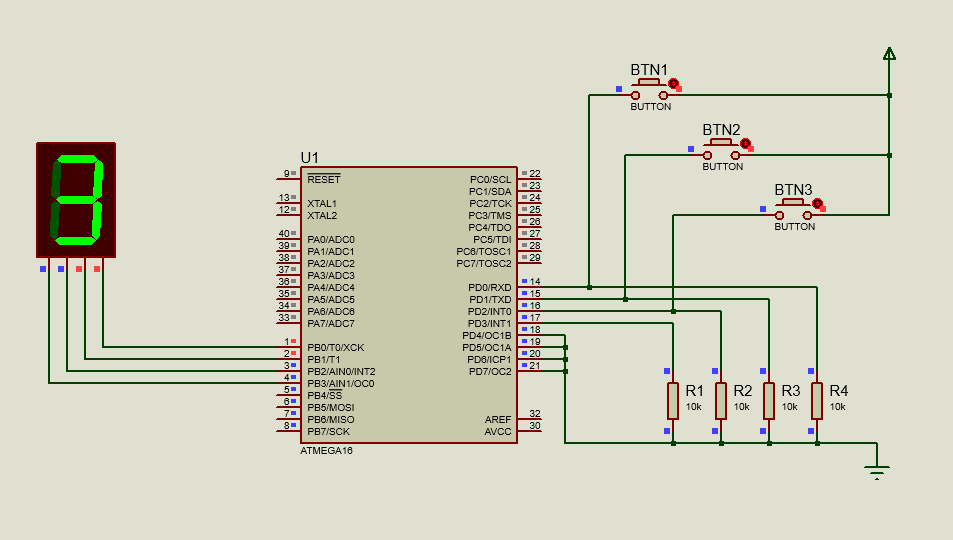 BTN1
BUTTON
BTN2
BUTTON
BTN3
BUTTON
3
U1
9 RESET
13 XTAL1
12 XTAL2
40 PA0/ADC0
39 PA1/ADC1
38 PA2/ADC2
37 PA3/ADC3
36 PA4/ADC4
35 PA5/ADC5
34 PA6/ADC6
33 PA7/ADC7
1 PB0/T0/XCK
2 PB1/T1
3 PB2/AIN0/INT2
4 PB3/AIN1/OC0
5 PB4/SS
6 PB5/MOSI
7 PB6/MISO
8 PB7/SCK
PC0/SCL 22
PC1/SDA 23
PC2/TCK 24
PC3/TMS 25
PC4/TDO 26
PC5/TDI 27
PC6/TOSC1 28
PC7/TOSC2 29
PD0/RXD 14
PD1/TXD 15
PD2/INT0 16
PD3/INT1 17
PD4/OC1B 18
PD5/OC1A 19
PD6/ICP1 20
PD7/OC2 21
AREF 32
AVCC 30
ATMEGA16
R1
10k
R2
10k
R3
10k
R4
10k